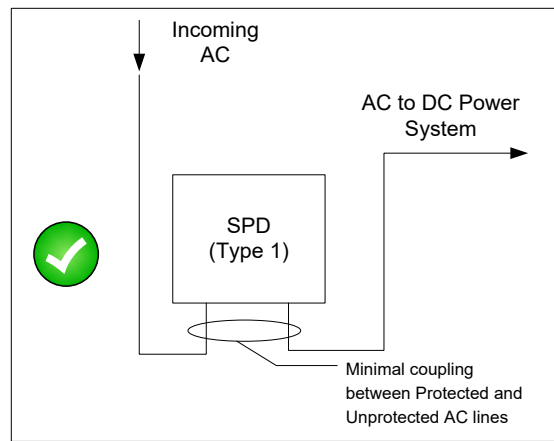 Incoming
AC
AC to DC Power
System
SPD
(Type 1)
Minimal coupling
between Protected and
Unprotected AC lines